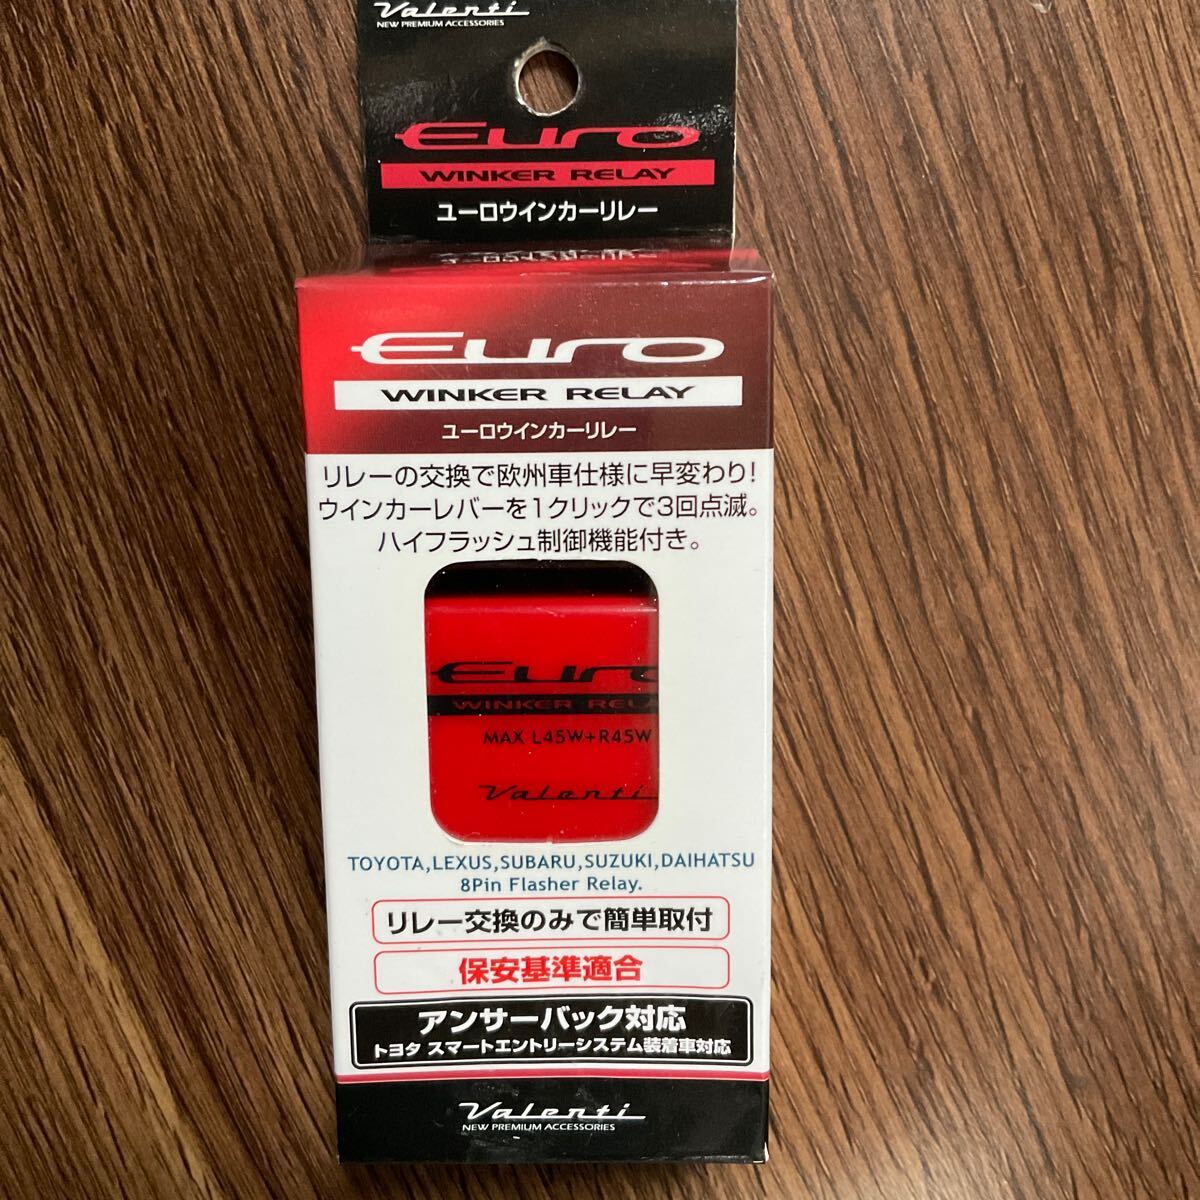 Valenti
NEW PREMIUM ACCESSORIES
Euro
WINKER RELAY
ユーロウインカーリレー
Euro
WINKER RELAY
ユーロウインカーリレー
リレーの交換で欧州車仕様に早変わり!
ウインカーレバーを1クリックで3回点滅。
ハイフラッシュ制御機能付き。
Euro
WINKER RELA
MAX L45W+R45W
Valenti
TOYOTA,LEXUS,SUBARU,SUZUKI,DAIHATSU
8Pin Flasher Relay.
リレー交換のみで簡単取付
保安基準適合
アンサーバック対応
トヨタ スマートエントリーシステム装着車対応
Valenti
NEW PREMIUM ACCESSORIES